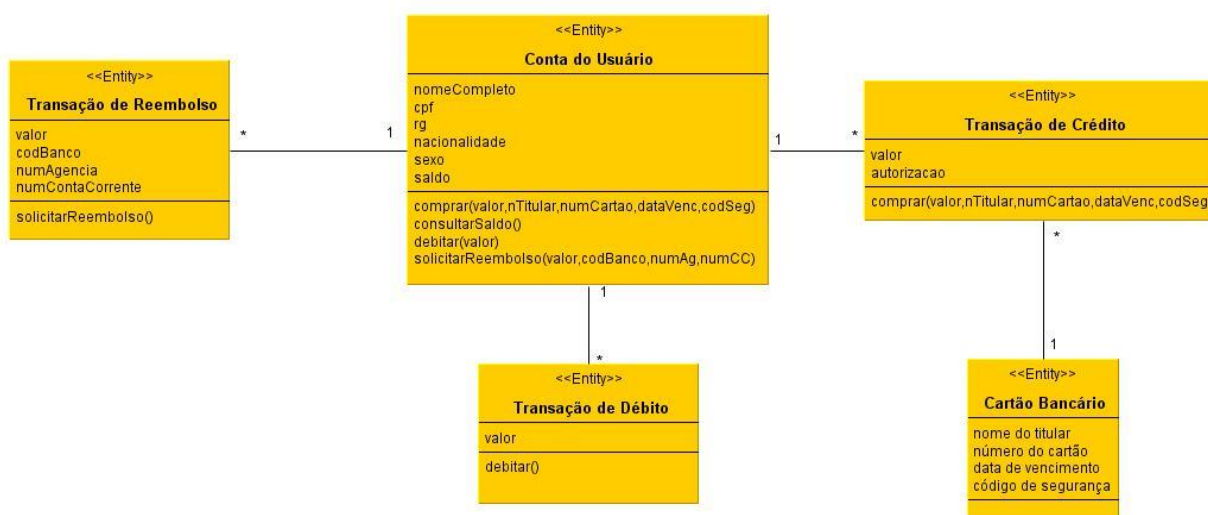 <<Entity>>
Transação de Reembolso
valor
codBanco
numAgencia
numContaCorrente
solicitarReembolso()
*
1
<<Entity>>
Conta do Usuário
nomeCompleto
cpf
rg
nacionalidade
sexo
saldo
comprar(valor,nTitular,numCartao,dataVenc,codSeg)
consultarSaldo()
debitar(valor)
solicitarReembolso(valor,codBanco,numAg,numCC)
1
*
<<Entity>>
Transação de Crédito
valor
autorizacao
comprar(valor,nTitular,numCartao,dataVenc,codSeg
1
*
<<Entity>>
Transação de Débito
valor
debitar()
*
1
<<Entity>>
Cartão Bancário
nome do titular
número do cartão
data de vencimento
código de segurança